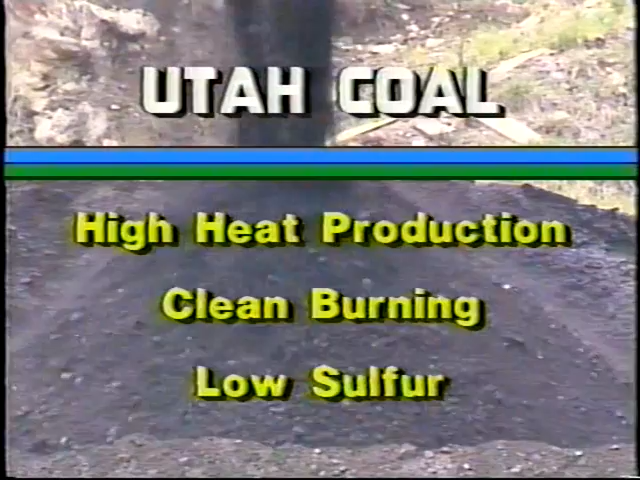 UTAH COAL
High Heat Production
Clean Burning
Low Sulfur